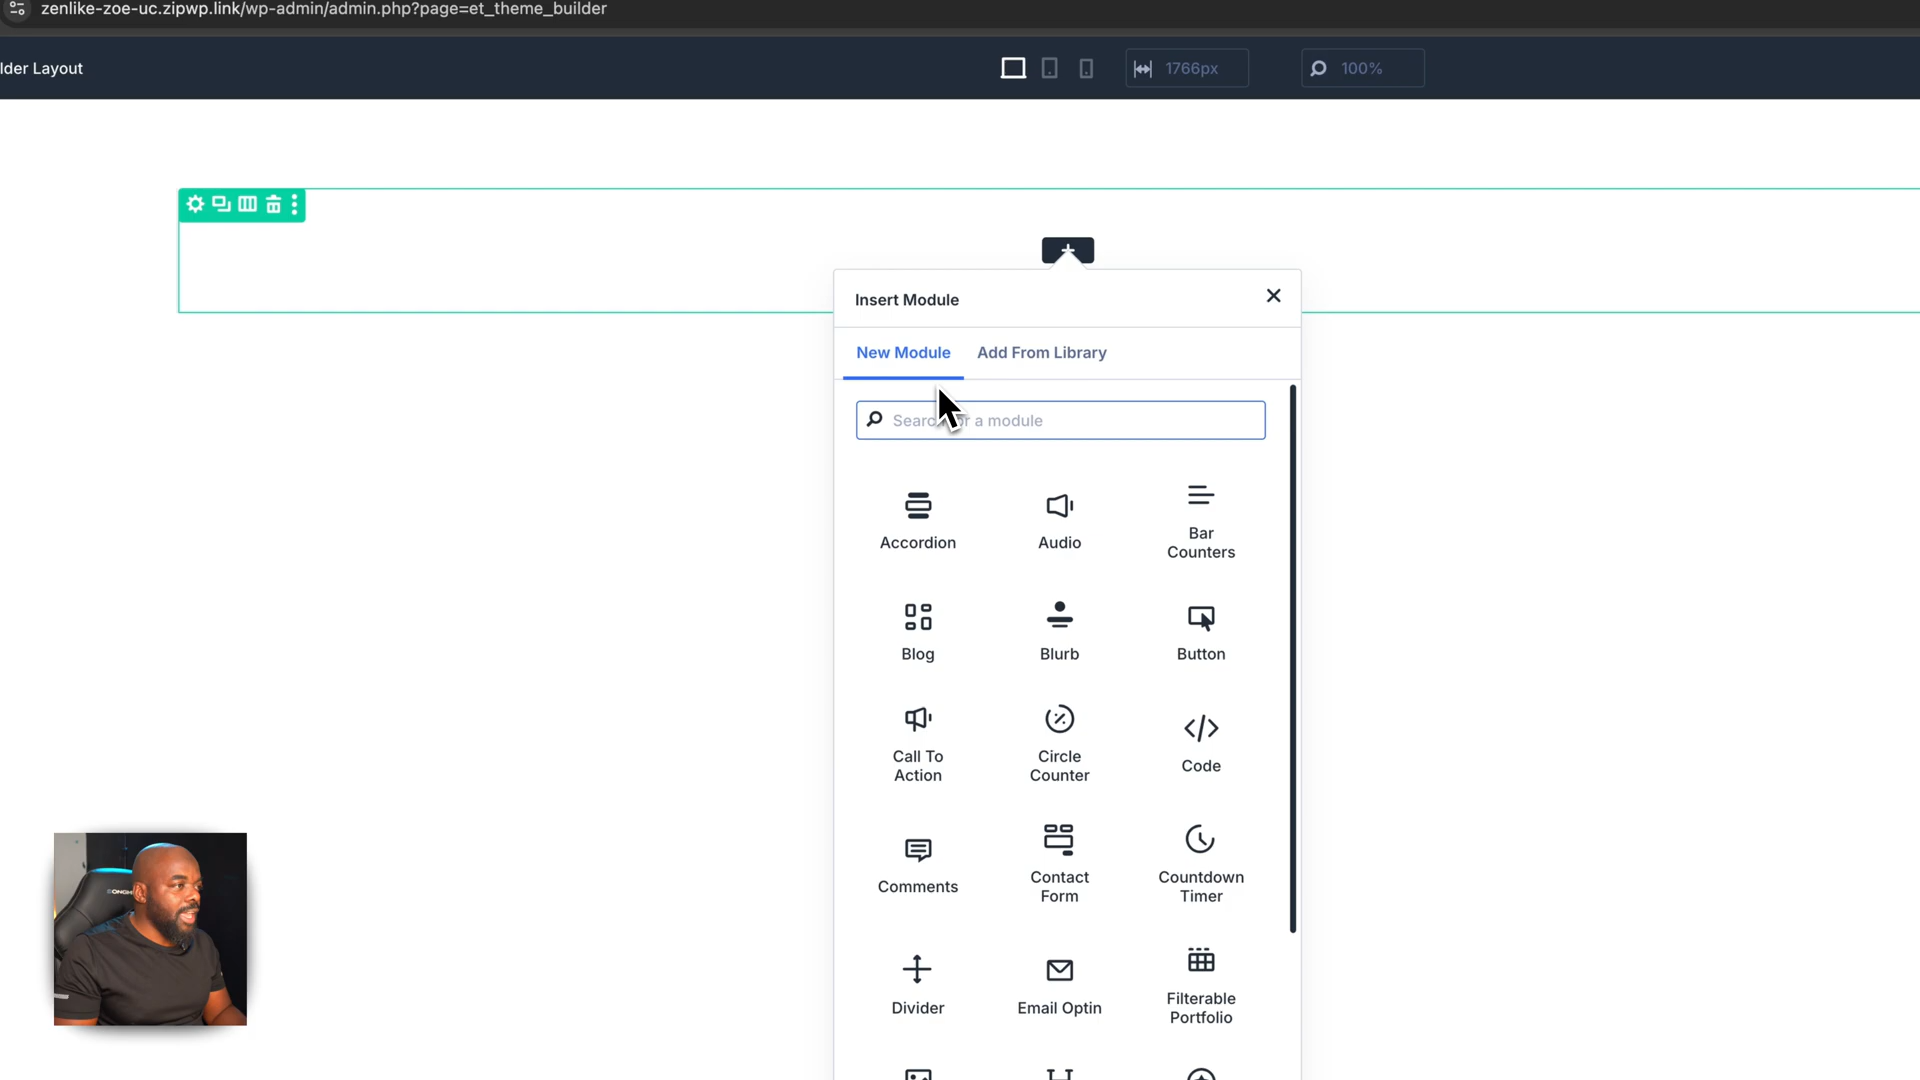 zenlike-zoe-uc.zipwp.link/wp-admin/admin.php?page=et_theme_builder
lder Layout
1766px
100%
Insert Module
New Module
Add From Library
Search for a module
Accordion
Audio
Bar
Counters
Blog
Blurb
Button
Call To
Action
Circle
Counter
Code
Comments
Contact
Form
Countdown
Timer
Divider
Email Optin
Filterable
Portfolio